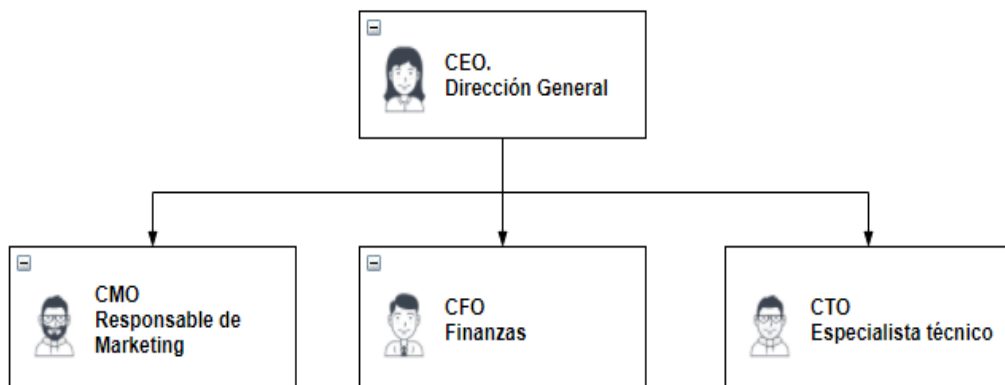 CEO.
Dirección General
CMO
Responsable de
Marketing
CFO
Finanzas
CTO
Especialista técnico